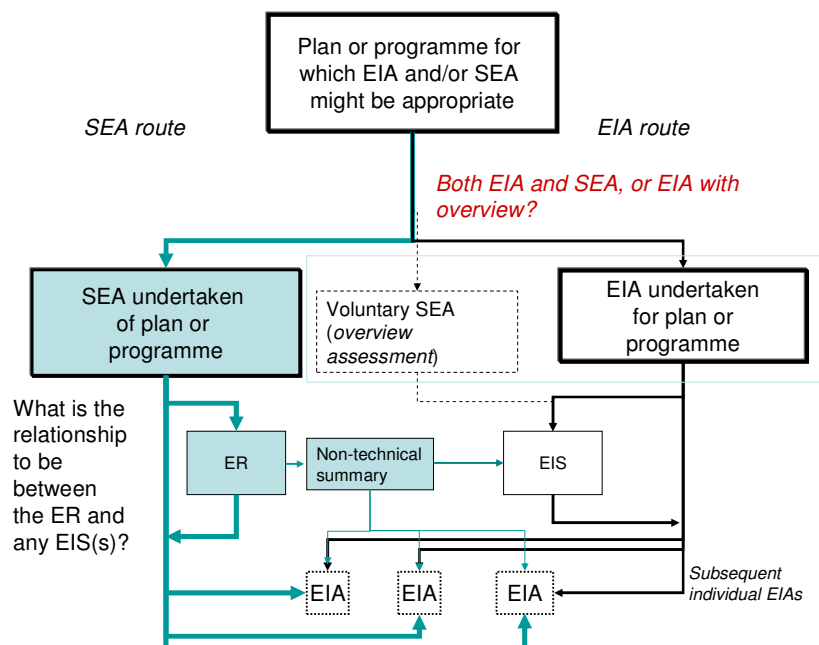 Plan or programme for
which EIA and/or SEA
might be appropriate
SEA route
EIA route
Both EIA and SEA, or EIA with
overview?
SEA undertaken
of plan or
programme
Voluntary SEA
(overview
assessment)
EIA undertaken
for plan or
programme
What is the
relationship
to be
between
the ER and
any EIS(s)?
ER
Non-technical
summary
EIS
EIA
EIA
EIA
Subsequent
individual EIAs